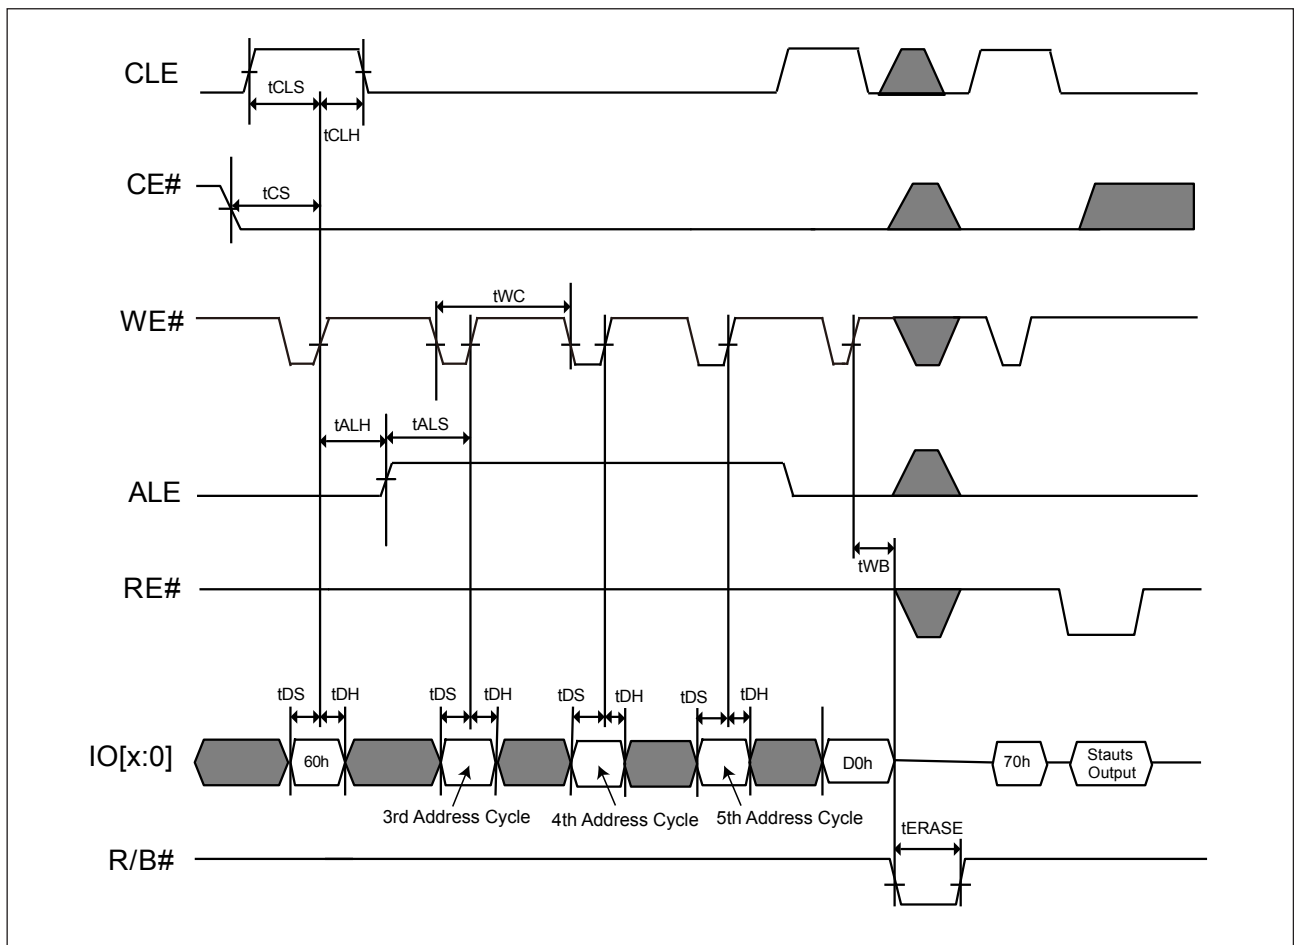 CLE
tCLS
tCLH
CE#
tCS
WE#
tWC
tALH
tALS
ALE
tWB
RE#
tDS
tDH
tDS
tDH
tDS
tDH
tDS
tDH
IO[x:0]
60h
D0h
70h
Stauts
Output
3rd Address Cycle
4th Address Cycle
5th Address Cycle
tERASE
R/B#